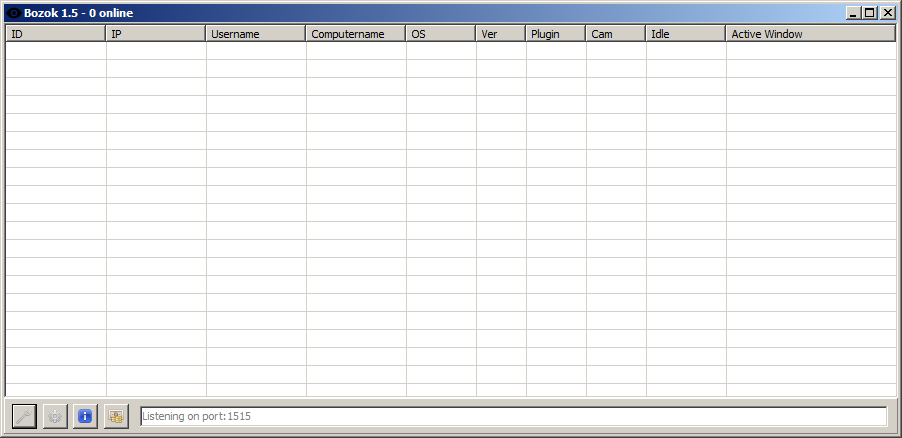 Bozok 1.5 - 0 online
ID IP Username Computername OS Ver Plugin Cam Idle Active Window
Listening on port:1515